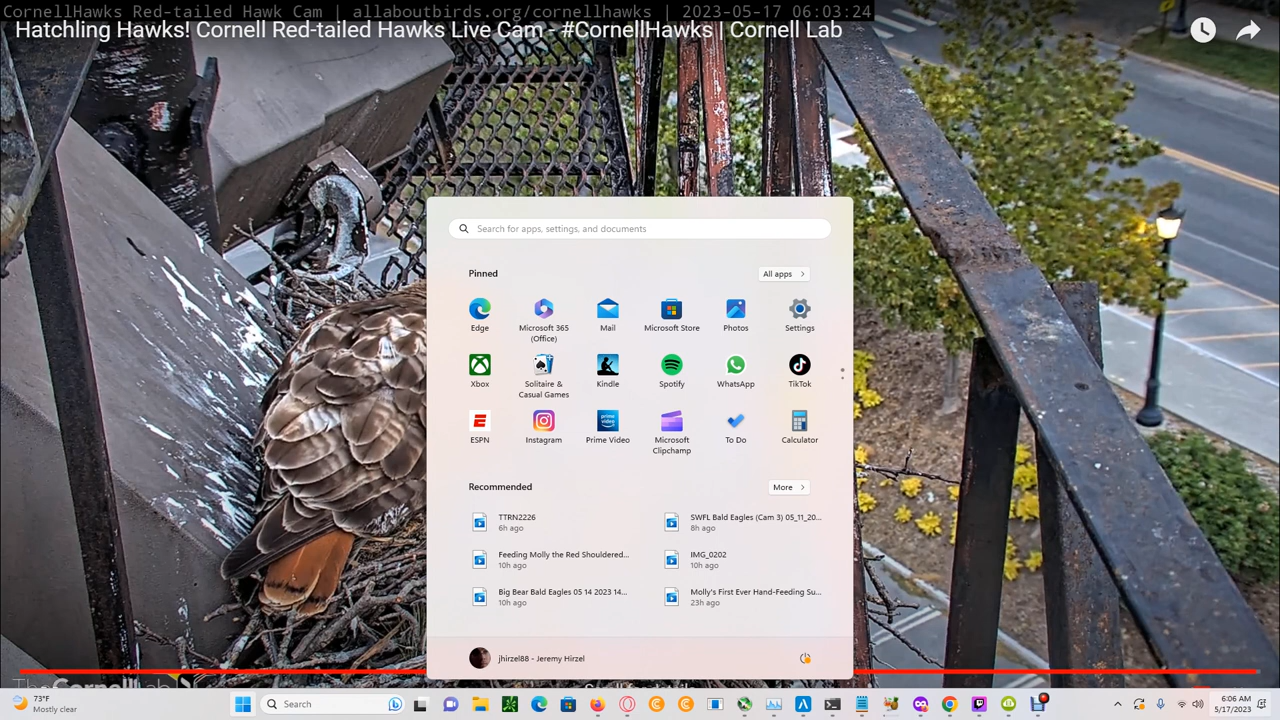 CornellHawks Red-tailed Hawk Cam | allaboutbirds.org/cornellhawks | 2023-05-17 06:03:24
Hatchling Hawks! Cornell Red-tailed Hawks Live Cam - #CornellHawks | Cornell Lab
Search for apps, settings, and documents
Pinned
All apps
Edge
Microsoft 365 (Office)
Mail
Microsoft Store
Photos
Settings
Xbox
Solitaire & Casual Games
Kindle
Spotify
WhatsApp
TikTok
ESPN
Instagram
prime video
Prime Video
Microsoft Clipchamp
To Do
Calculator
Recommended
More
TTRN2226
6h ago
SWFL Bald Eagles (Cam 3) 05_11_20...
8h ago
Feeding Molly the Red Shouldered...
10h ago
IMG_0202
10h ago
Big Bear Bald Eagles 05 14 2023 14...
10h ago
Molly's First Ever Hand-Feeding Su...
23h ago
jhirzel88 - Jeremy Hirzel
The Cornell Lab
73°F
Mostly clear
Search
6:06 AM
5/17/2023